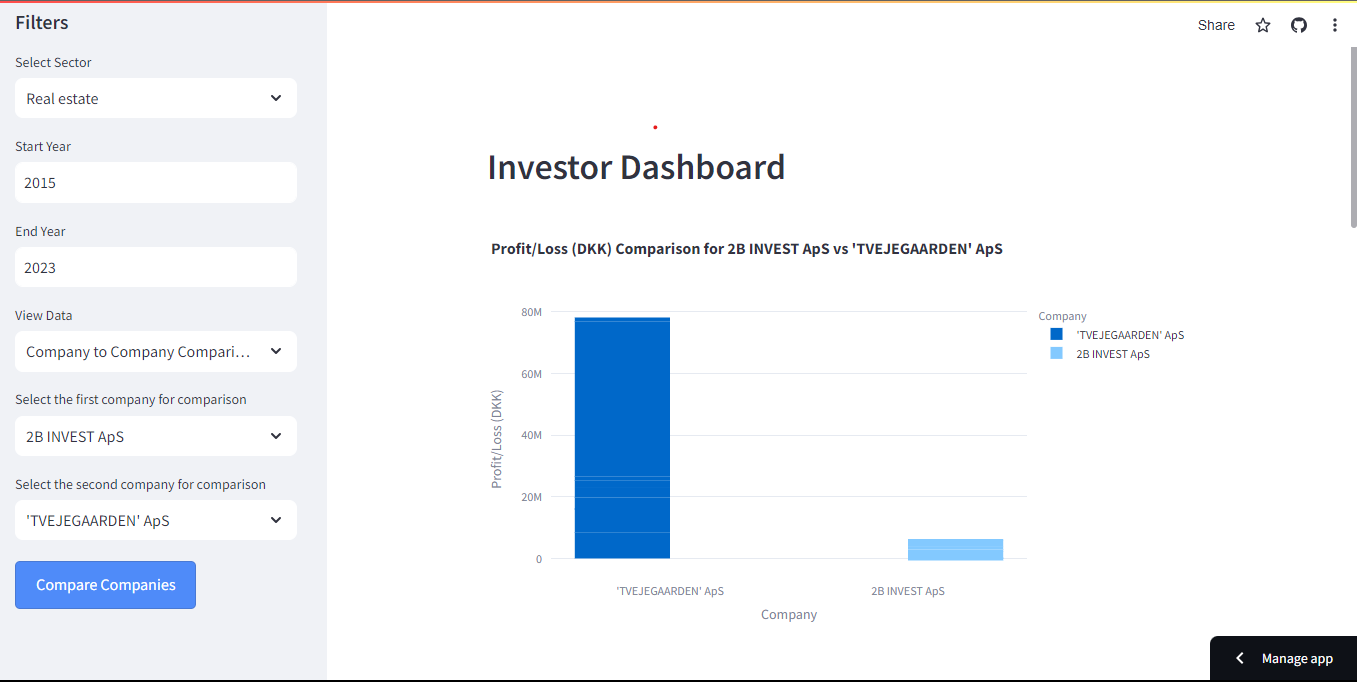 Filters
Select Sector
Real estate
Start Year
2015
End Year
2023
View Data
Company to Company Compari...
Select the first company for comparison
2B INVEST ApS
Select the second company for comparison
'TVEJEGAARDEN' ApS
Compare Companies
Share
Investor Dashboard
Profit/Loss (DKK) Comparison for 2B INVEST ApS vs 'TVEJEGAARDEN' ApS
80M
60M
40M
20M
0
Profit/Loss (DKK)
'TVEJEGAARDEN' ApS
2B INVEST ApS
Company
Company
'TVEJEGAARDEN' ApS
2B INVEST ApS
Manage app